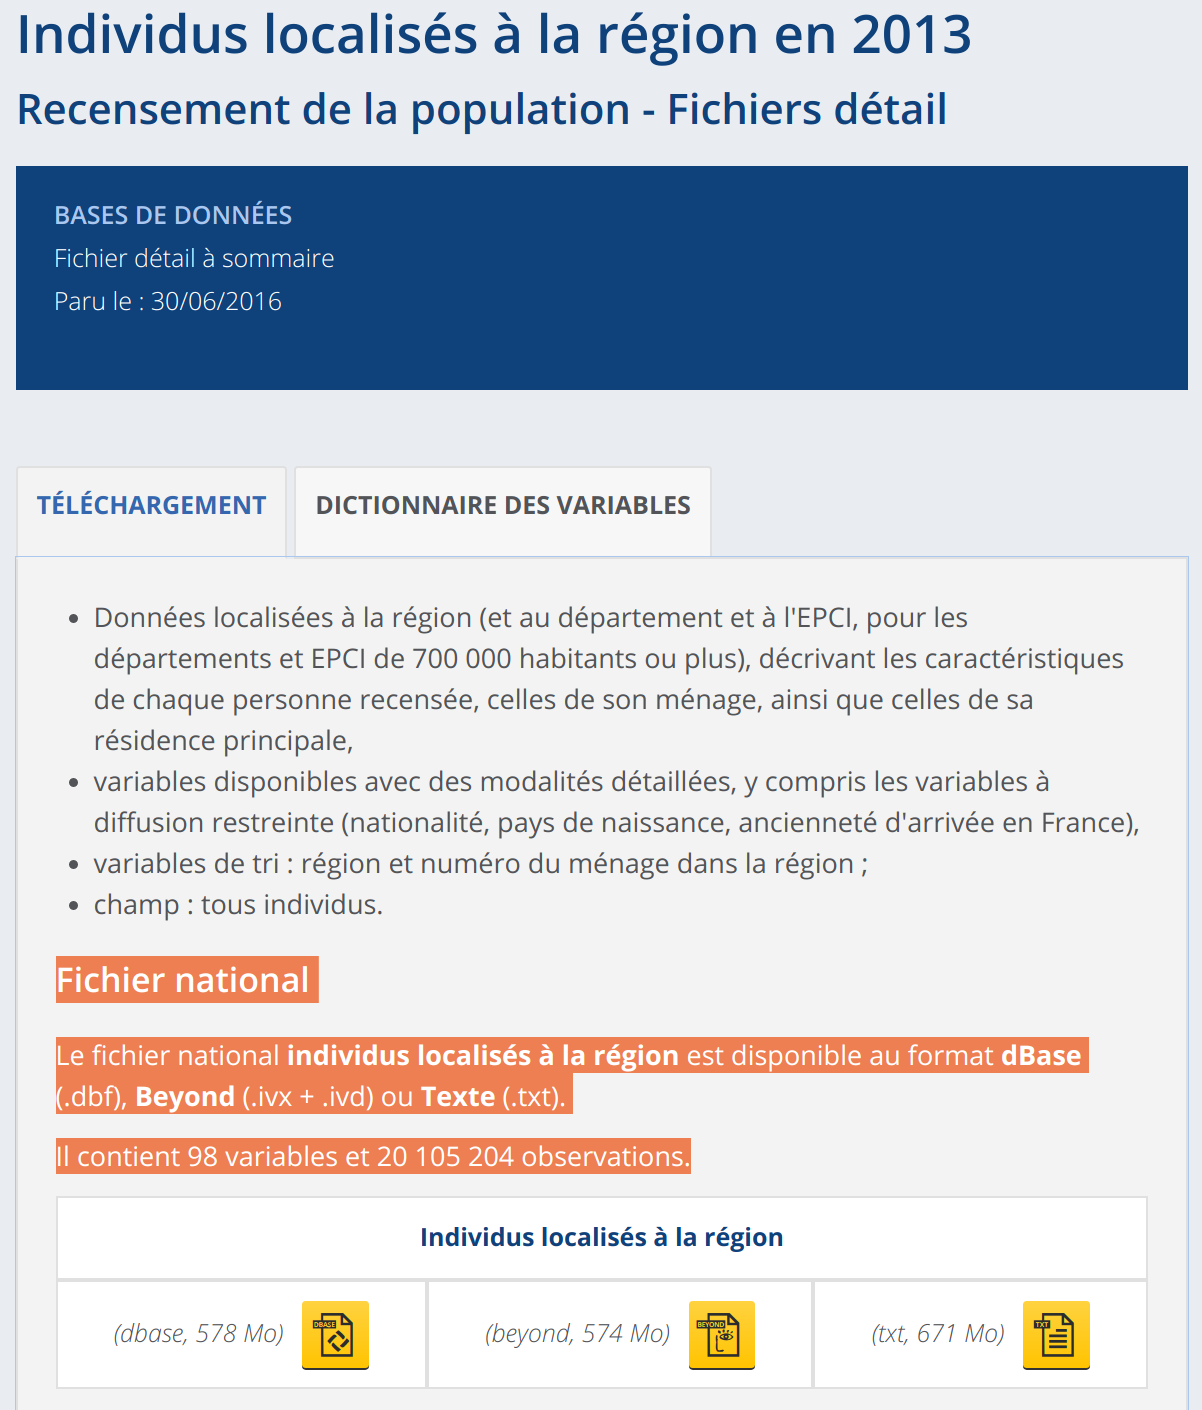 Individus localisés à la région en 2013
Recensement de la population - Fichiers détail
BASES DE DONNÉES
Fichier détail à sommaire
Paru le : 30/06/2016
TÉLÉCHARGEMENT
DICTIONNAIRE DES VARIABLES
• Données localisées à la région (et au département et à l'EPCI, pour les
départements et EPCI de 700 000 habitants ou plus), décrivant les caractéristiques
de chaque personne recensée, celles de son ménage, ainsi que celles de sa
résidence principale,
• variables disponibles avec des modalités détaillées, y compris les variables à
diffusion restreinte (nationalité, pays de naissance, ancienneté d'arrivée en France),
• variables de tri : région et numéro du ménage dans la région ;
• champ : tous individus.
Fichier national
Le fichier national individus localisés à la région est disponible au format dBase
(.dbf), Beyond (.ivx + .ivd) ou Texte (.txt).
Il contient 98 variables et 20 105 204 observations.
Individus localisés à la région
(dbase, 578 Mo)
DBASE
(beyond, 574 Mo)
BEYOND
(txt, 671 Mo)
TXT